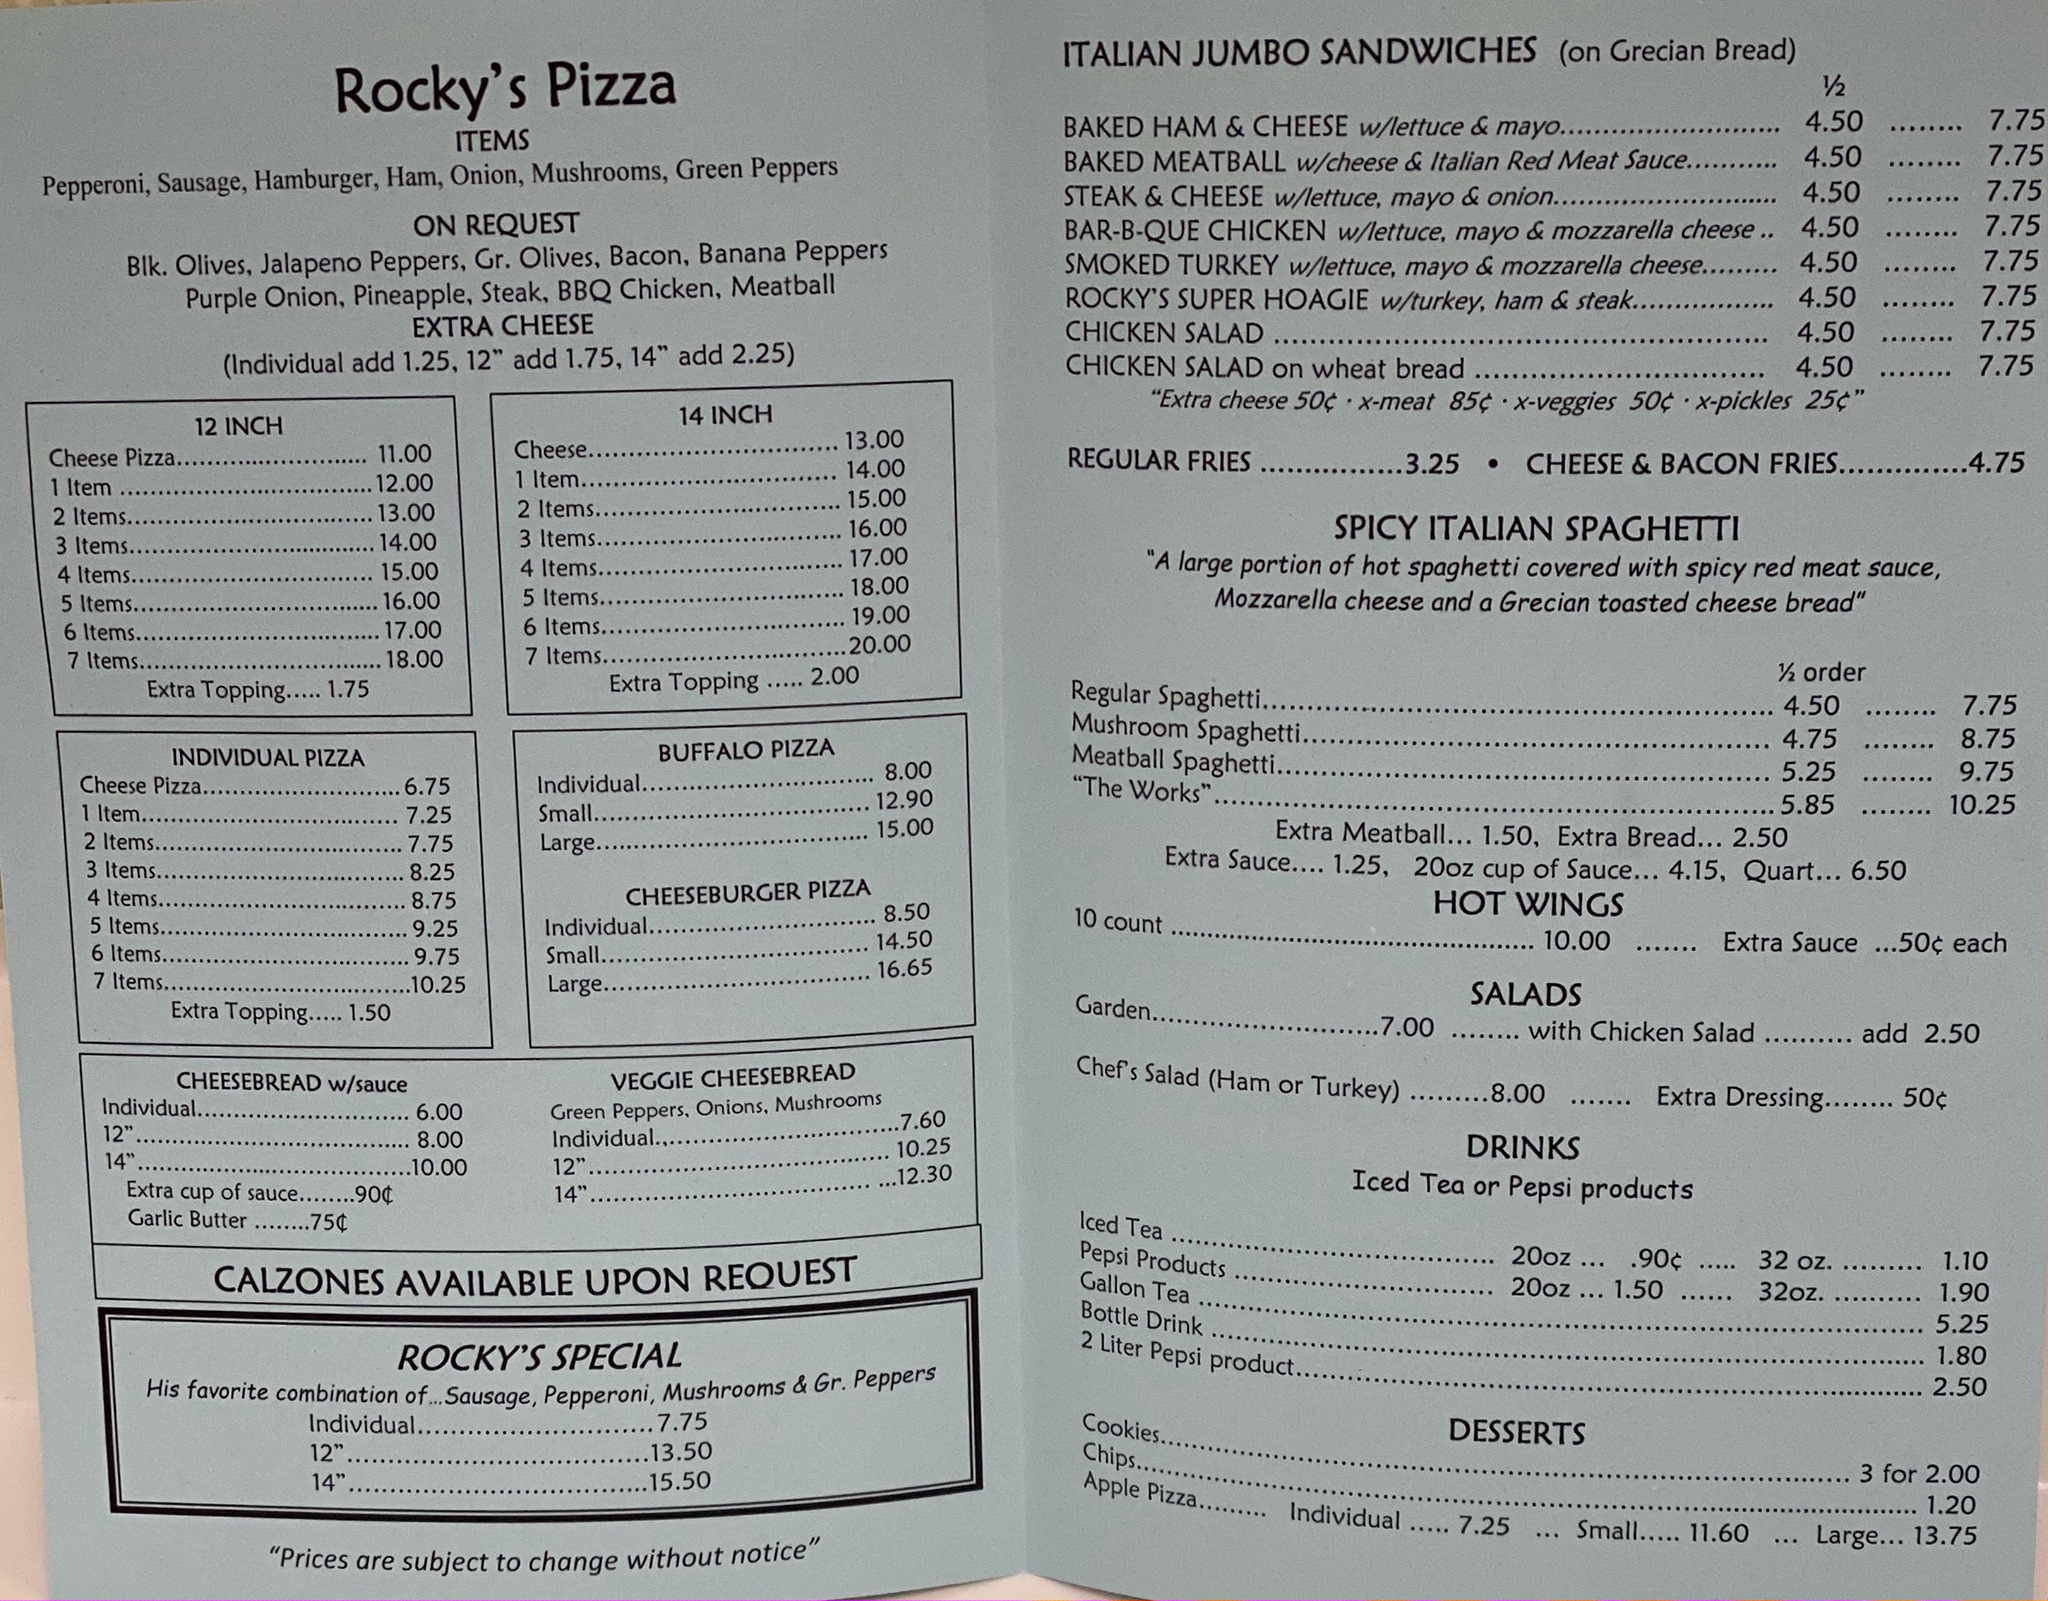 Rocky's Pizza
ITEMS
Pepperoni, Sausage, Hamburger, Ham, Onion, Mushrooms, Green Peppers
ON REQUEST
Blk. Olives, Jalapeno Peppers, Gr. Olives, Bacon, Banana Peppers
Purple Onion, Pineapple, Steak, BBQ Chicken, Meatball
EXTRA CHEESE
(Individual add 1.25, 12" add 1.75, 14" add 2.25)
12 INCH
Cheese Pizza........................... 11.00
1 Item ....................................12.00
2 Items...................................13.00
3 Items...................................14.00
4 Items................................... 15.00
5 Items...................................16.00
6 Items...................................17.00
7 Items................................... 18.00
Extra Topping..... 1.75
14 INCH
Cheese................................... 13.00
1 Item.................................... 14.00
2 Items................................... 15.00
3 Items................................... 16.00
4 Items................................... 17.00
5 Items................................... 18.00
6 Items................................... 19.00
7 Items...................................20.00
Extra Topping ..... 2.00
INDIVIDUAL PIZZA
Cheese Pizza............................ 6.75
1 Item..................................... 7.25
2 Items................................... 7.75
3 Items................................... 8.25
4 Items................................... 8.75
5 Items................................... 9.25
6 Items................................... 9.75
7 Items...................................10.25
Extra Topping..... 1.50
BUFFALO PIZZA
Individual................................. 8.00
Small....................................... 12.90
Large....................................... 15.00
CHEESEBURGER PIZZA
Individual................................ 8.50
Small...................................... 14.50
Large...................................... 16.65
CHEESEBREAD w/sauce
Individual.............................. 6.00
12"....................................... 8.00
14".......................................10.00
Extra cup of sauce........90¢
Garlic Butter ........75¢
VEGGIE CHEESEBREAD
Green Peppers, Onions, Mushrooms
Individual.,.................................7.60
12"........................................... 10.25
14"........................................ ...12.30
CALZONES AVAILABLE UPON REQUEST
ROCKY'S SPECIAL
His favorite combination of...Sausage, Pepperoni, Mushrooms & Gr. Peppers
Individual..................................7.75
12"...........................................13.50
14"...........................................15.50
"Prices are subject to change without notice"
ITALIAN JUMBO SANDWICHES (on Grecian Bread)
½
BAKED HAM & CHEESE w/lettuce & mayo........................... 4.50 ........ 7.75
BAKED MEATBALL w/cheese & Italian Red Meat Sauce........... 4.50 ........ 7.75
STEAK & CHEESE w/lettuce, mayo & onion........................... 4.50 ........ 7.75
BAR-B-QUE CHICKEN w/lettuce, mayo & mozzarella cheese .. 4.50 ........ 7.75
SMOKED TURKEY w/lettuce, mayo & mozzarella cheese......... 4.50 ........ 7.75
ROCKY'S SUPER HOAGIE w/turkey, ham & steak................. 4.50 ........ 7.75
CHICKEN SALAD ............................................................ 4.50 ........ 7.75
CHICKEN SALAD on wheat bread ................................... 4.50 ........ 7.75
"Extra cheese 50¢ · x-meat 85¢ · x-veggies 50¢ · x-pickles 25¢"
REGULAR FRIES .................3.25 • CHEESE & BACON FRIES...............4.75
SPICY ITALIAN SPAGHETTI
"A large portion of hot spaghetti covered with spicy red meat sauce,
Mozzarella cheese and a Grecian toasted cheese bread"
½ order
Regular Spaghetti................................................................ 4.50 ........ 7.75
Mushroom Spaghetti........................................................... 4.75 ........ 8.75
Meatball Spaghetti.............................................................. 5.25 ........ 9.75
"The Works".......................................................................5.85 ........ 10.25
Extra Meatball... 1.50, Extra Bread... 2.50
Extra Sauce.... 1.25, 20oz cup of Sauce... 4.15, Quart... 6.50
HOT WINGS
10 count ................................................ 10.00 ....... Extra Sauce ...50¢ each
SALADS
Garden.............................7.00 ........ with Chicken Salad .......... add 2.50
Chef's Salad (Ham or Turkey) .........8.00 ....... Extra Dressing........ 50¢
DRINKS
Iced Tea or Pepsi products
Iced Tea ........................................ 20oz ... .90¢ ..... 32 oz. ......... 1.10
Pepsi Products ................................ 20oz ... 1.50 ...... 32oz. .......... 1.90
Gallon Tea ........................................................................................ 5.25
Bottle Drink ...................................................................................... 1.80
2 Liter Pepsi product........................................................................... 2.50
DESSERTS
Cookies................................................................................. 3 for 2.00
Chips............................................................................................... 1.20
Apple Pizza......... Individual ..... 7.25 ... Small..... 11.60 ... Large... 13.75